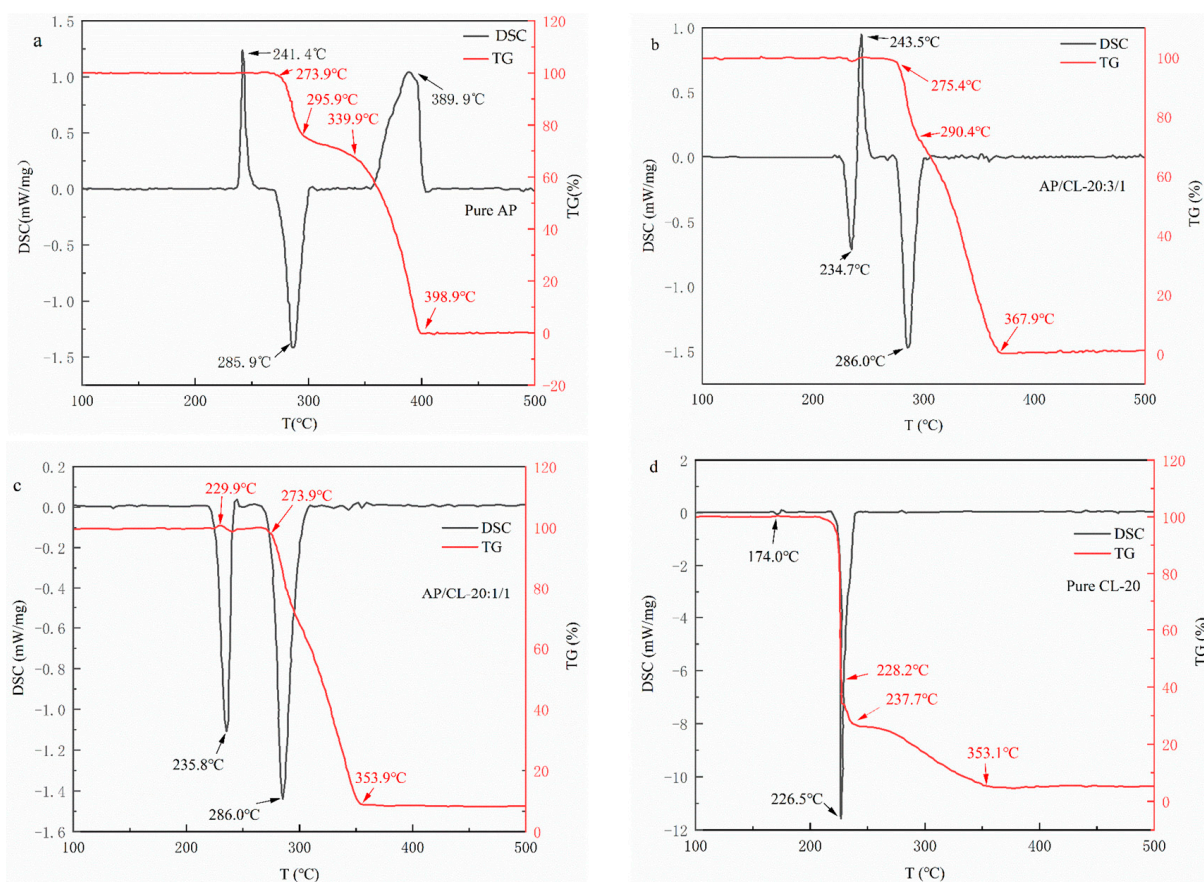 a
DSC
TG
241.4℃
273.9℃
295.9℃
339.9℃
389.9℃
Pure AP
398.9℃
285.9℃
1.5
1.0
0.5
0.0
-0.5
-1.0
-1.5
DSC(mW/mg)
120
100
80
60
40
20
0
-20
TG(%)
100 200 300 400 500
T(℃)
b
DSC
TG
243.5℃
275.4℃
290.4℃
AP/CL-20:3/1
234.7℃
367.9℃
286.0℃
1.0
0.5
0.0
-0.5
-1.0
-1.5
DSC (mW/mg)
100
80
60
40
20
0
TG (%)
100 200 300 400 500
T (℃)
c
DSC
TG
229.9℃
273.9℃
AP/CL-20:1/1
235.8℃
353.9℃
286.0℃
0.2
0.0
-0.2
-0.4
-0.6
-0.8
-1.0
-1.2
-1.4
-1.6
DSC (mW/mg)
120
100
80
60
40
20
0
TG (%)
100 200 300 400 500
T (℃)
d
DSC
TG
174.0℃
Pure CL-20
228.2℃
237.7℃
353.1℃
226.5℃
2
0
-2
-4
-6
-8
-10
-12
DSC (mW/mg)
120
100
80
60
40
20
0
TG (%)
100 200 300 400 500
T (℃)